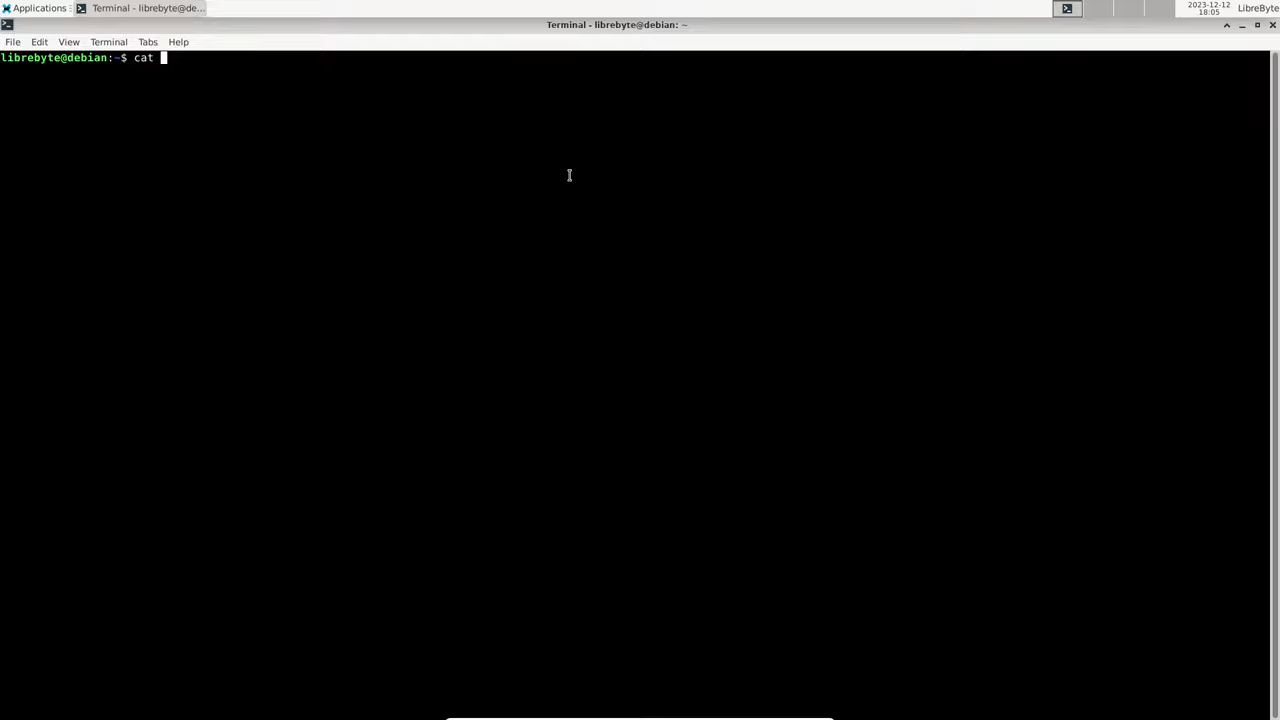 Applications
Terminal - librebyte@de...
2023-12-12
18:05
LibreByte
Terminal - librebyte@debian: ~
File Edit View Terminal Tabs Help
librebyte@debian:~$ cat